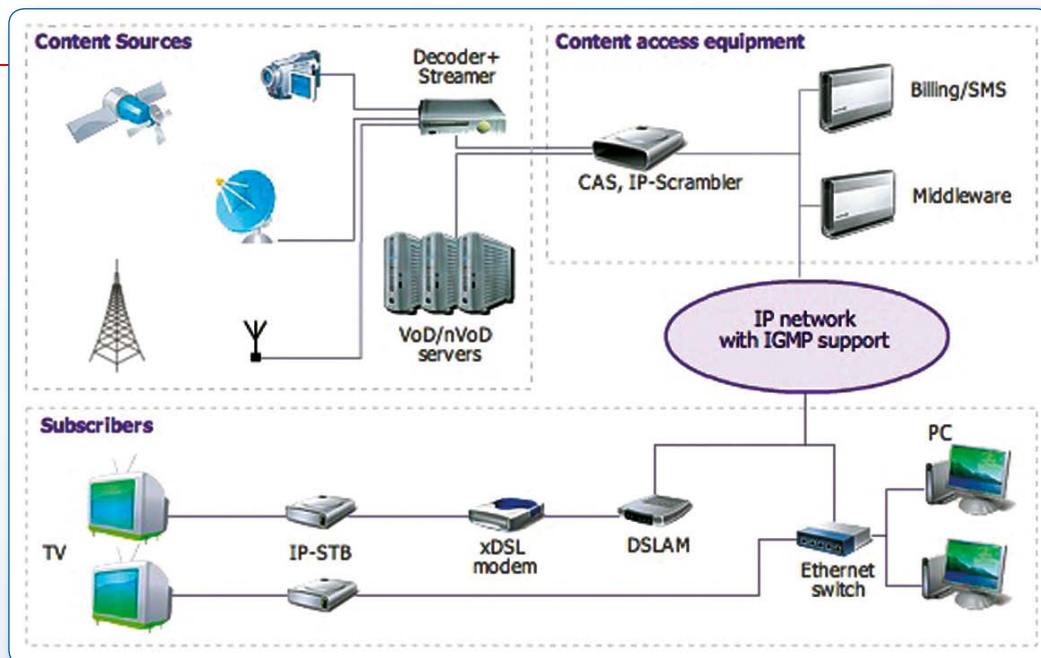 Content Sources
Decoder+
Streamer
VoD/nVoD
servers
Content access equipment
Billing/SMS
CAS, IP-Scrambler
Middleware
IP network
with IGMP support
Subscribers
PC
TV
IP-STB
xDSL
modem
DSLAM
Ethernet
switch